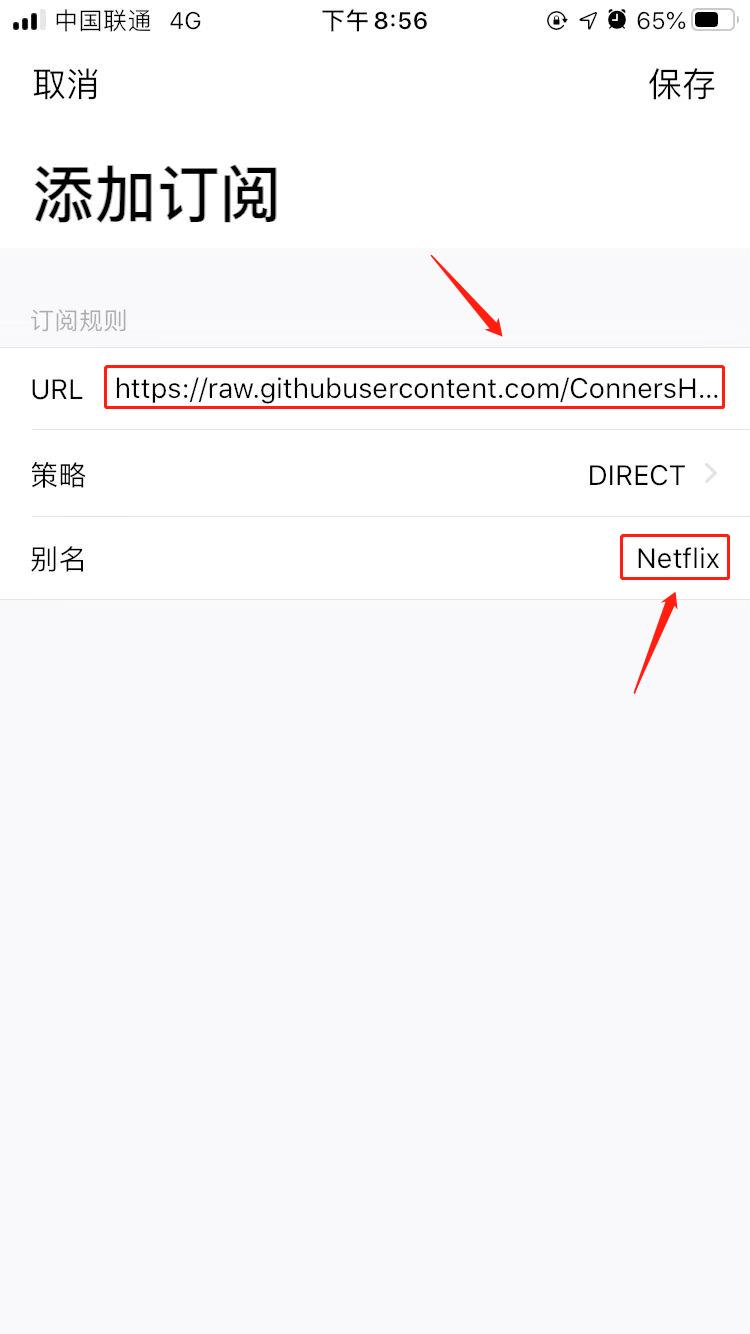 中国联通 4G 下午 8:56 65%
取消 保存
添加订阅
订阅规则
URL https://raw.githubusercontent.com/ConnersH...
策略 DIRECT
别名 Netflix